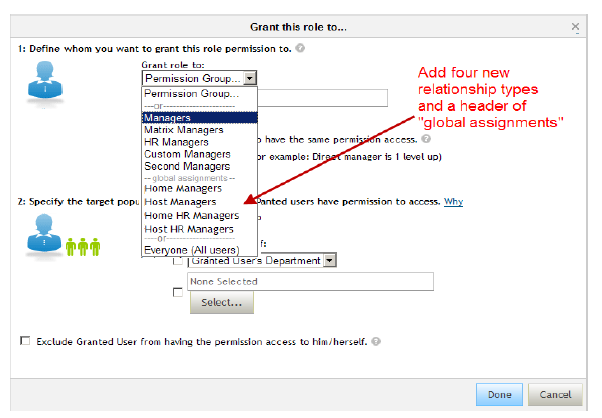 Grant this role to...
1: Define whom you want to grant this role permission to.
Grant role to:
Permission Group...
Permission Group...
---or---
Managers
Matrix Managers
HR Managers
Custom Managers
Second Managers
-- global assignments --
Home Managers
Host Managers
Home HR Managers
Host HR Managers
---or---
Everyone (All users)
o have the same permission access.
or example: Direct manager is 1 level up)
Add four new
relationship types
and a header of
"global assignments"
2: Specify the target popu
anted users have permission to access. Why
f:
Granted User's Department
None Selected
Select...
Exclude Granted User from having the permission access to him/herself.
Done
Cancel